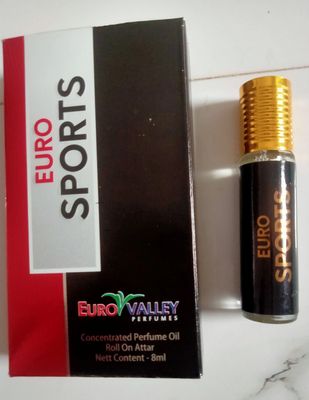 EURO
SPORTS
EURO VALLEY
PERFUMES
Concentrated Perfume Oil
Roll On Attar
Nett Content - 8ml
EURO
SPORTS